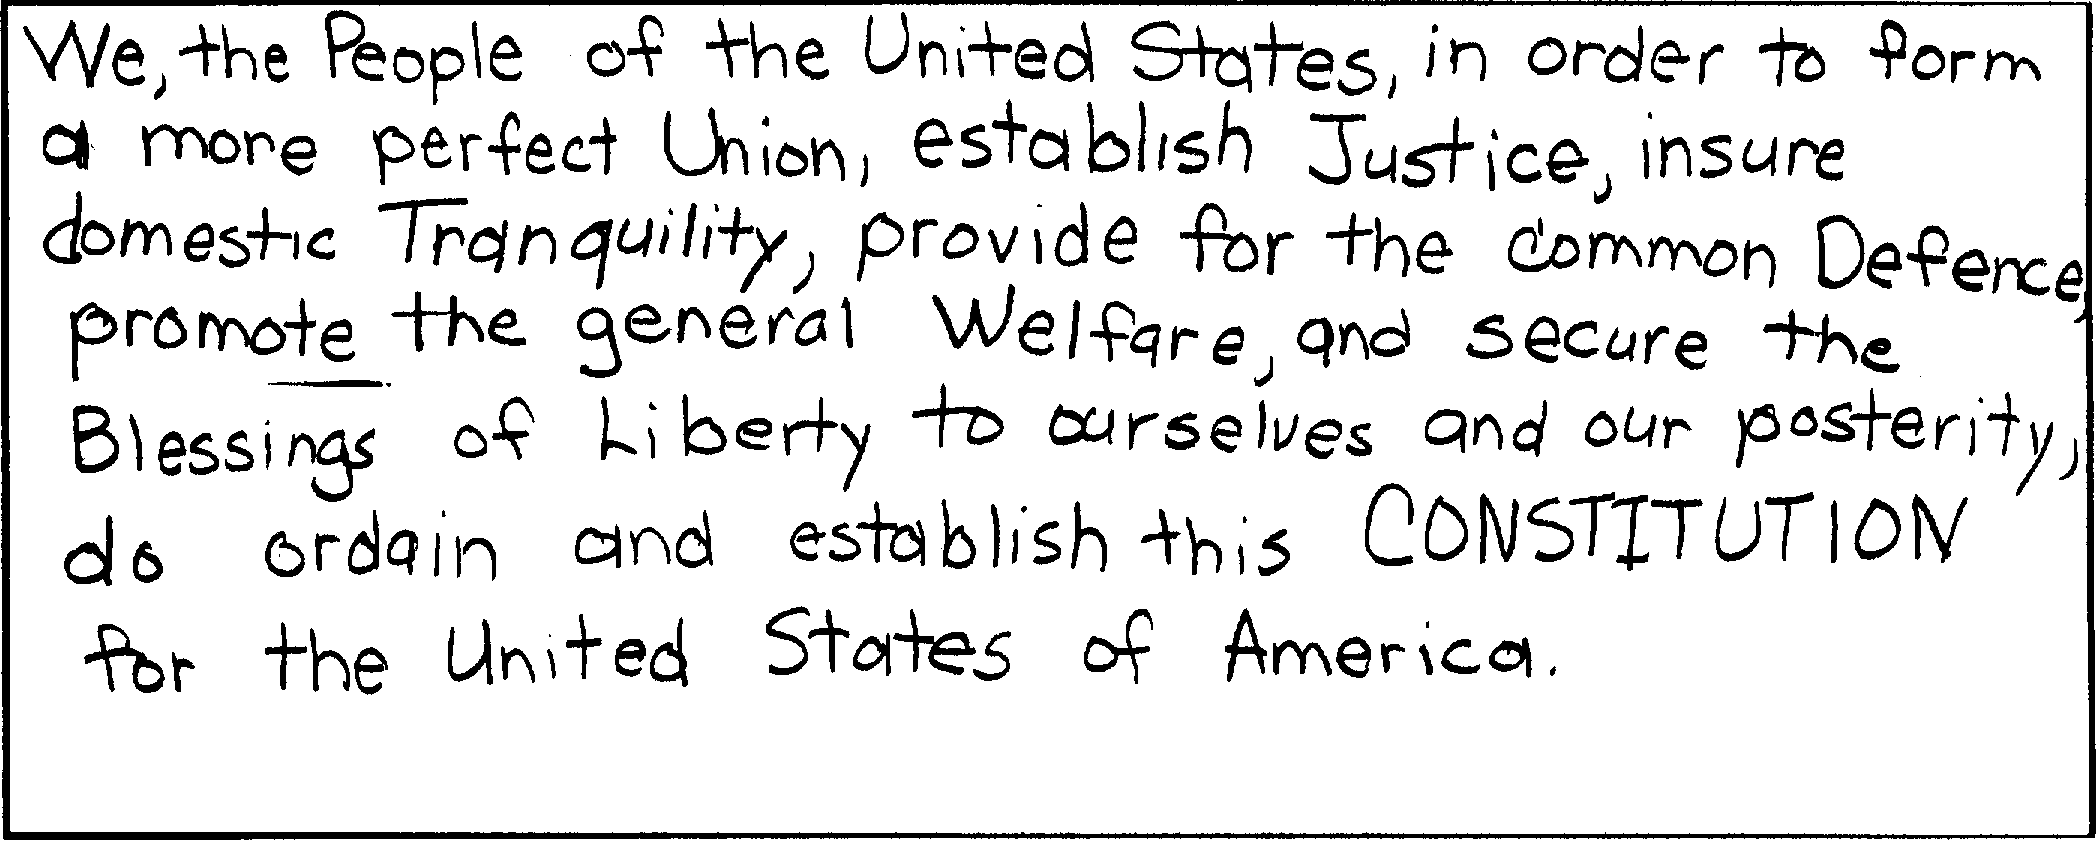 We, the People of the United States, in order to form
a more perfect Union, establish Justice, insure
domestic Tranquility, provide for the common Defence,
promote the general Welfare, and secure the
Blessings of Liberty to ourselves and our posterity,
do ordain and establish this CONSTITUTION
for the United States of America.